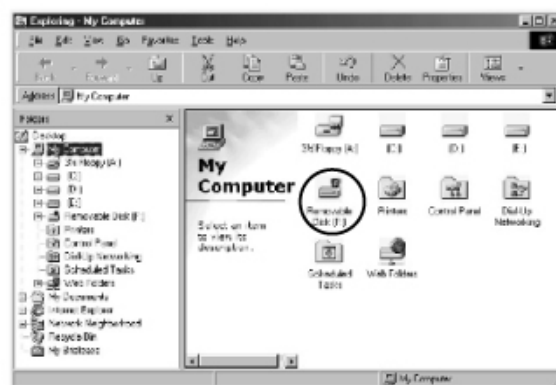 Exploring - My Computer
File Edit View Go Favorites Tools Help
Back Forward Up Cut Copy Paste Undo Delete Properties Views
Address My Computer
Folders x
Desktop
My Computer
3½ Floppy (A:)
(C:)
(D:)
(E:)
Removable Disk (F:)
Printers
Control Panel
Dial-Up Networking
Scheduled Tasks
Web Folders
My Documents
Internet Explorer
Network Neighborhood
Recycle Bin
My Briefcase
My
Computer
Select an item
to view its
description.
3½ Floppy (A:) (C:) (D:) (E:)
Removable Printers Control Panel Dial-Up
Disk (F:) Networking
Scheduled Web Folders
Tasks
My Computer